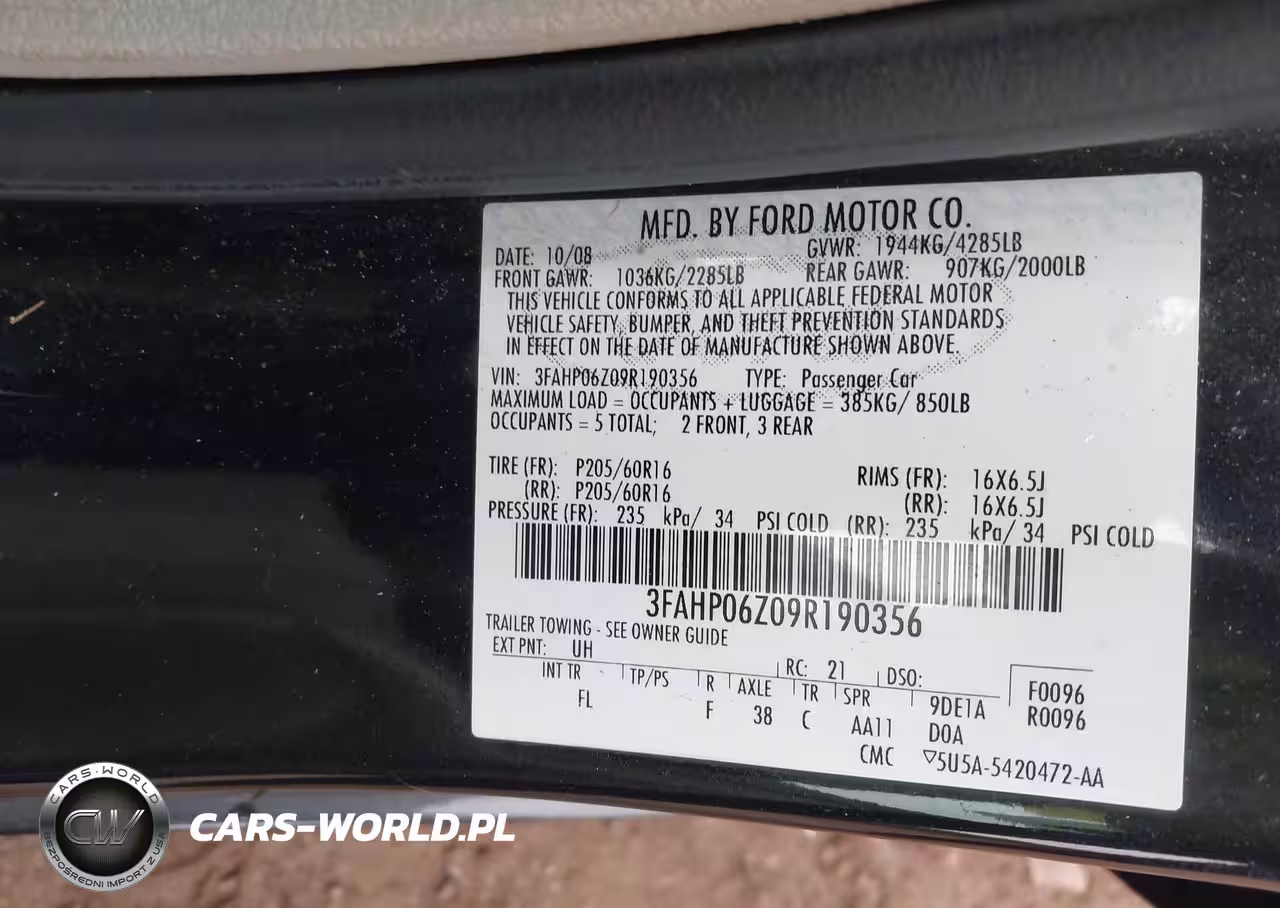 MFD. BY FORD MOTOR CO.
DATE: 10/08 GVWR: 1944KG/4285LB
FRONT GAWR: 1036KG/2285LB REAR GAWR: 907KG/2000LB
THIS VEHICLE CONFORMS TO ALL APPLICABLE FEDERAL MOTOR
VEHICLE SAFETY, BUMPER, AND THEFT PREVENTION STANDARDS
IN EFFECT ON THE DATE OF MANUFACTURE SHOWN ABOVE.
VIN: 3FAHP06Z09R190356 TYPE: Passenger Car
MAXIMUM LOAD = OCCUPANTS + LUGGAGE = 385KG/ 850LB
OCCUPANTS = 5 TOTAL; 2 FRONT, 3 REAR
TIRE (FR): P205/60R16 RIMS (FR): 16X6.5J
(RR): P205/60R16 (RR): 16X6.5J
PRESSURE (FR): 235 kPa/ 34 PSI COLD (RR): 235 kPa/ 34 PSI COLD
3FAHP06Z09R190356
TRAILER TOWING - SEE OWNER GUIDE
EXT PNT: UH RC: 21 DSO: F0096
INT TR TP/PS R AXLE TR SPR 9DE1A R0096
FL F 38 C AA11 D0A
CMC ▽5U5A-5420472-AA
CARS-WORLD
CW
BEZPOŚREDNI IMPORT Z USA
CARS-WORLD.PL